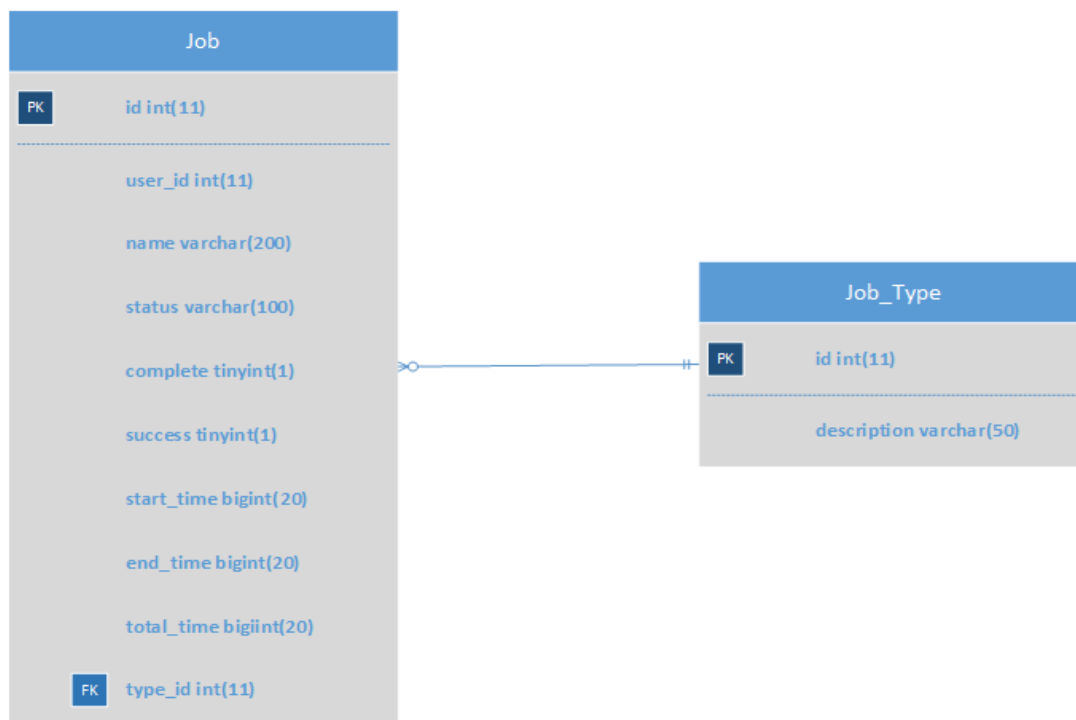 Job
PK id int(11)
user_id int(11)
name varchar(200)
status varchar(100)
complete tinyint(1)
success tinyint(1)
start_time bigint(20)
end_time bigint(20)
total_time bigiint(20)
FK type_id int(11)
Job_Type
PK id int(11)
description varchar(50)